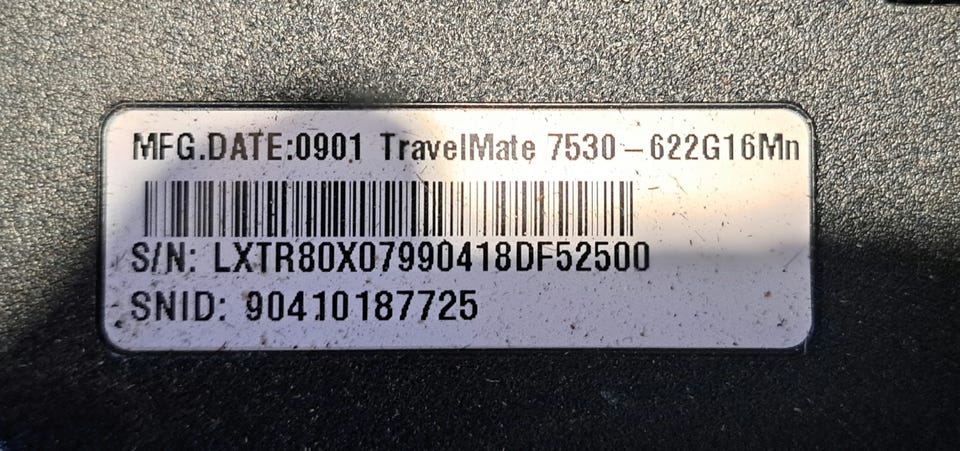 MFG.DATE:0901 TravelMate 7530-622G16Mn
S/N: LXTR80X07990418DF52500
SNID: 90410187725